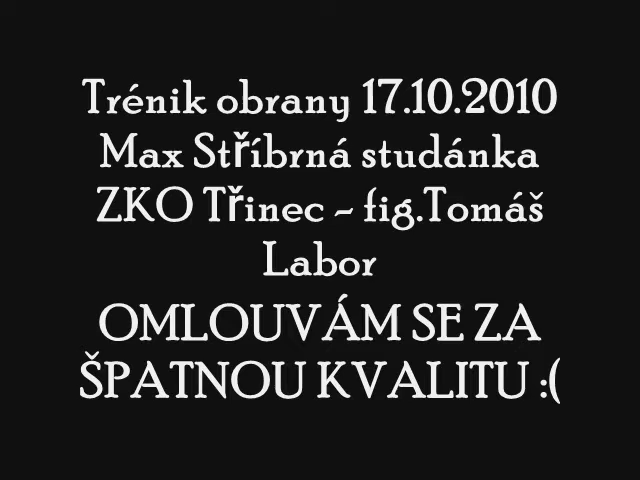 Trénik obrany 17.10.2010
Max Stříbrná studánka
ZKO Třinec - fig.Tomáš
Labor
OMLOUVÁM SE ZA
ŠPATNOU KVALITU :(